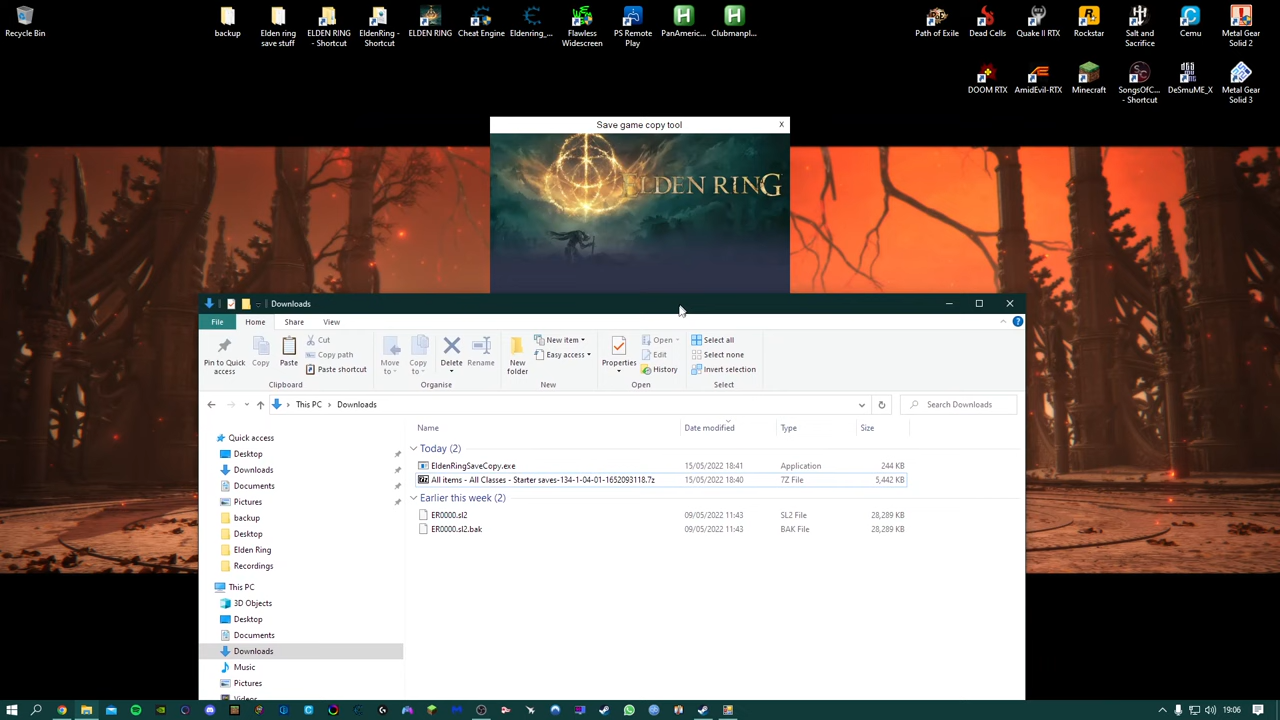 Recycle Bin
backup
Elden ring save stuff
ELDEN RING - Shortcut
EldenRing - Shortcut
ELDEN RING
Cheat Engine
Eldenring_...
Flawless Widescreen
PS Remote Play
PanAmeric...
Clubmanpl...
Path of Exile
Dead Cells
Quake II RTX
Rockstar
Salt and Sacrifice
Cemu
Metal Gear Solid 2
DOOM RTX
AmidEvil-RTX
Minecraft
SongsOfC... - Shortcut
DeSmuME_X
Metal Gear Solid 3
Save game copy tool X
ELDEN RING
Downloads
File Home Share View
Pin to Quick access
Copy
Paste
Cut
Copy path
Paste shortcut
Clipboard
Move to
Copy to
Delete
Rename
Organise
New folder
New item
Easy access
New
Properties
Open
Edit
History
Open
Select all
Select none
Invert selection
Select
This PC > Downloads
Search Downloads
Name Date modified Type Size
Today (2)
EldenRingSaveCopy.exe 15/05/2022 18:41 Application 244 KB
All items - All Classes - Starter saves-134-1-04-01-1652093118.7z 15/05/2022 18:40 7Z File 5,442 KB
Earlier this week (2)
ER0000.sl2 09/05/2022 11:43 SL2 File 28,289 KB
ER0000.sl2.bak 09/05/2022 11:43 BAK File 28,289 KB
Quick access
Desktop
Downloads
Documents
Pictures
backup
Desktop
Elden Ring
Recordings
This PC
3D Objects
Desktop
Documents
Downloads
Music
Pictures
Videos
19:06